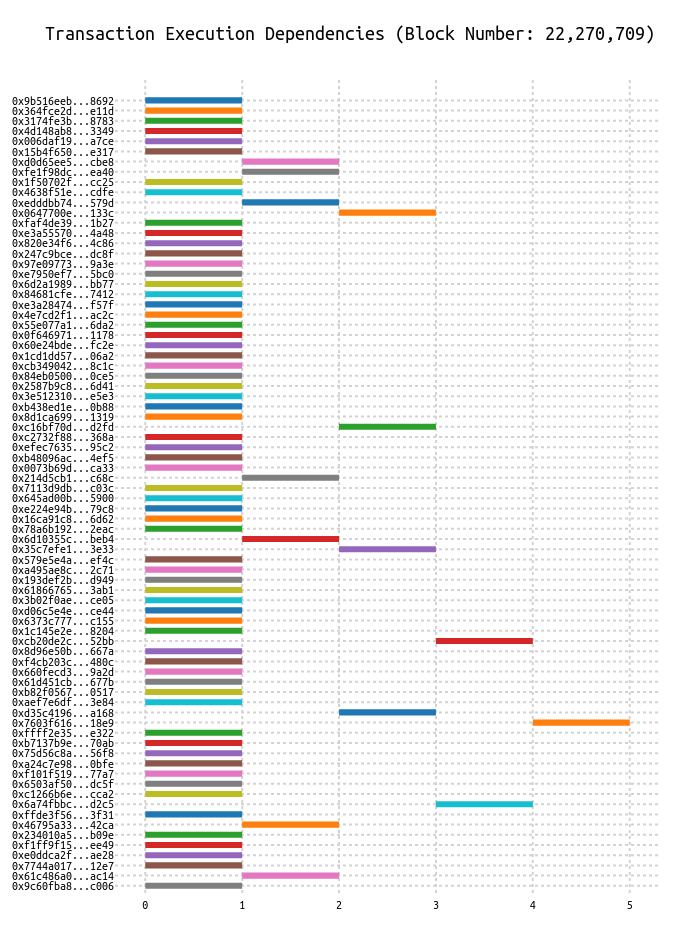 Transaction Execution Dependencies (Block Number: 22,270,709)
0x9b516eeb...8692
0x364fce2d...e11d
0x3174fe3b...8783
0x4d148ab8...3349
0x006daf19...a7ce
0x15b4f650...e317
0xd0d65ee5...cbe8
0xfe1f98dc...ea40
0x1f50702f...cc25
0x4638f51e...cdfe
0xedddbb74...579d
0x0647700e...133c
0xfaf4de39...1b27
0xe3a55570...4a48
0x820e34f6...4c86
0x247c9bce...dc8f
0x97e09773...9a3e
0xe7950ef7...5bc0
0x6d2a1989...bb77
0x84681cfe...7412
0xe3a28474...f57f
0x4e7cd2f1...ac2c
0x55e077a1...6da2
0x0f646971...1178
0x60e24bde...fc2e
0x1cd1dd57...06a2
0xcb349042...8c1c
0x84eb0500...0ce5
0x2587b9c8...6d41
0x3e512310...e5e3
0xb438ed1e...0b88
0x8d1ca699...1319
0xc16bf70d...d2fd
0xc2732f88...368a
0xefec7635...95c2
0xb48096ac...4ef5
0x0073b69d...ca33
0x214d5cb1...c68c
0x7113d9db...c03c
0x645ad00b...5900
0xe224e94b...79c8
0x16ca91c8...6d62
0x78a6b192...2eac
0x6d10355c...beb4
0x35c7efe1...3e33
0x579e5e4a...ef4c
0xa495ae8c...2c71
0x193def2b...d949
0x61866765...3ab1
0x3b02f0ae...ce05
0xd06c5e4e...ce44
0x6373c777...c155
0x1c145e2e...8204
0xcb20de2c...52bb
0x8d96e50b...667a
0xf4cb203c...480c
0x660fecd3...9a2d
0x61d451cb...677b
0xb82f0567...0517
0xaef7e6df...3e84
0xd35c4196...a168
0x7603f616...18e9
0xffff2e35...e322
0xb7137b9e...70ab
0x75d56c8a...56f8
0xa24c7e98...0bfe
0xf101f519...77a7
0x6503af50...dc5f
0xc1266b6e...cca2
0x6a74fbbc...d2c5
0xffde3f56...3f31
0x46795a33...42ca
0x234010a5...b09e
0xf1ff9f15...ee49
0xe0ddca2f...ae28
0x7744a017...12e7
0x61c486a0...ac14
0x9c60fba8...c006
0 1 2 3 4 5